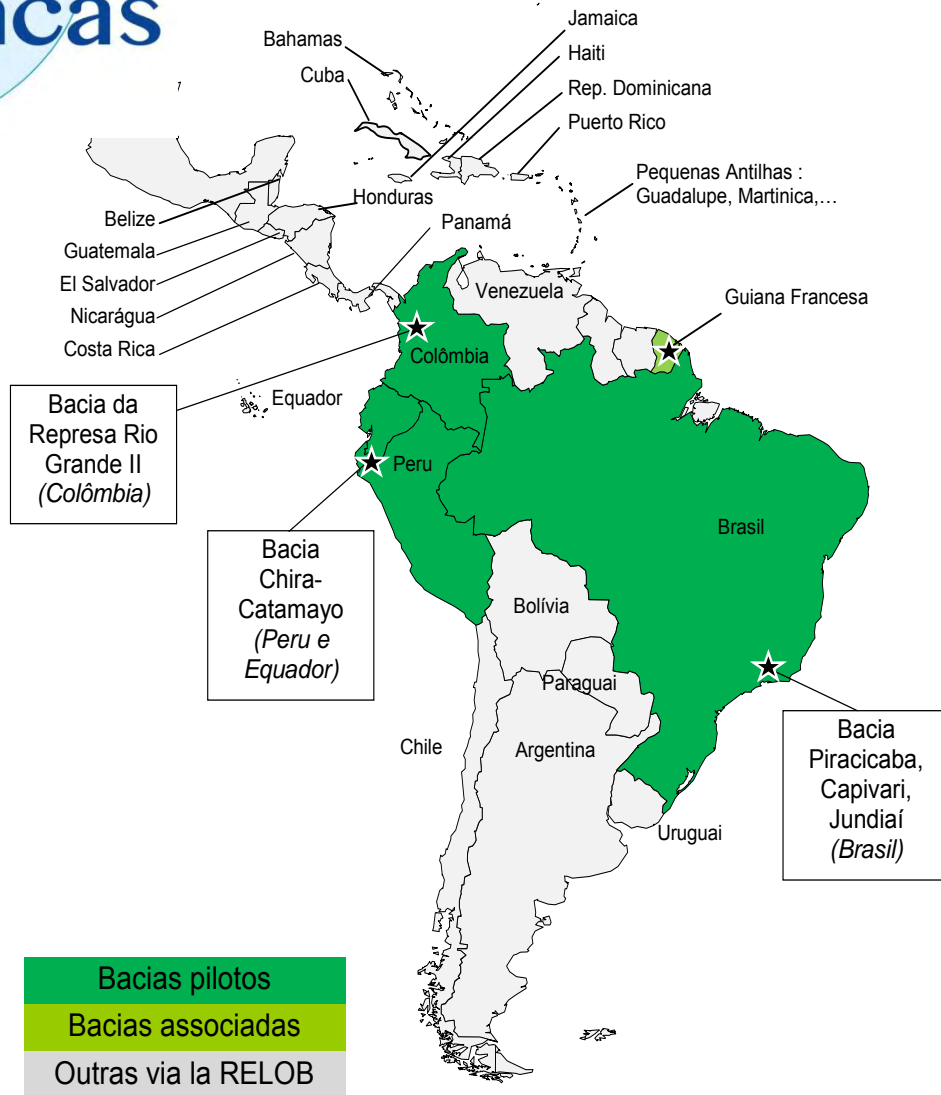 Jamaica
Bahamas
Haiti
Cuba
Rep. Dominicana
Puerto Rico
Pequenas Antilhas :
Guadalupe, Martinica,...
Honduras
Belize
Panamá
Guatemala
El Salvador
Venezuela
Guiana Francesa
Nicarágua
Costa Rica
Colômbia
Equador
Bacia da
Represa Rio
Grande II
(Colômbia)
Peru
Brasil
Bacia
Chira-
Catamayo
(Peru e
Equador)
Bolívia
Paraguai
Chile
Argentina
Uruguai
Bacia
Piracicaba,
Capivari,
Jundiaí
(Brasil)
Bacias pilotos
Bacias associadas
Outras via la RELOB